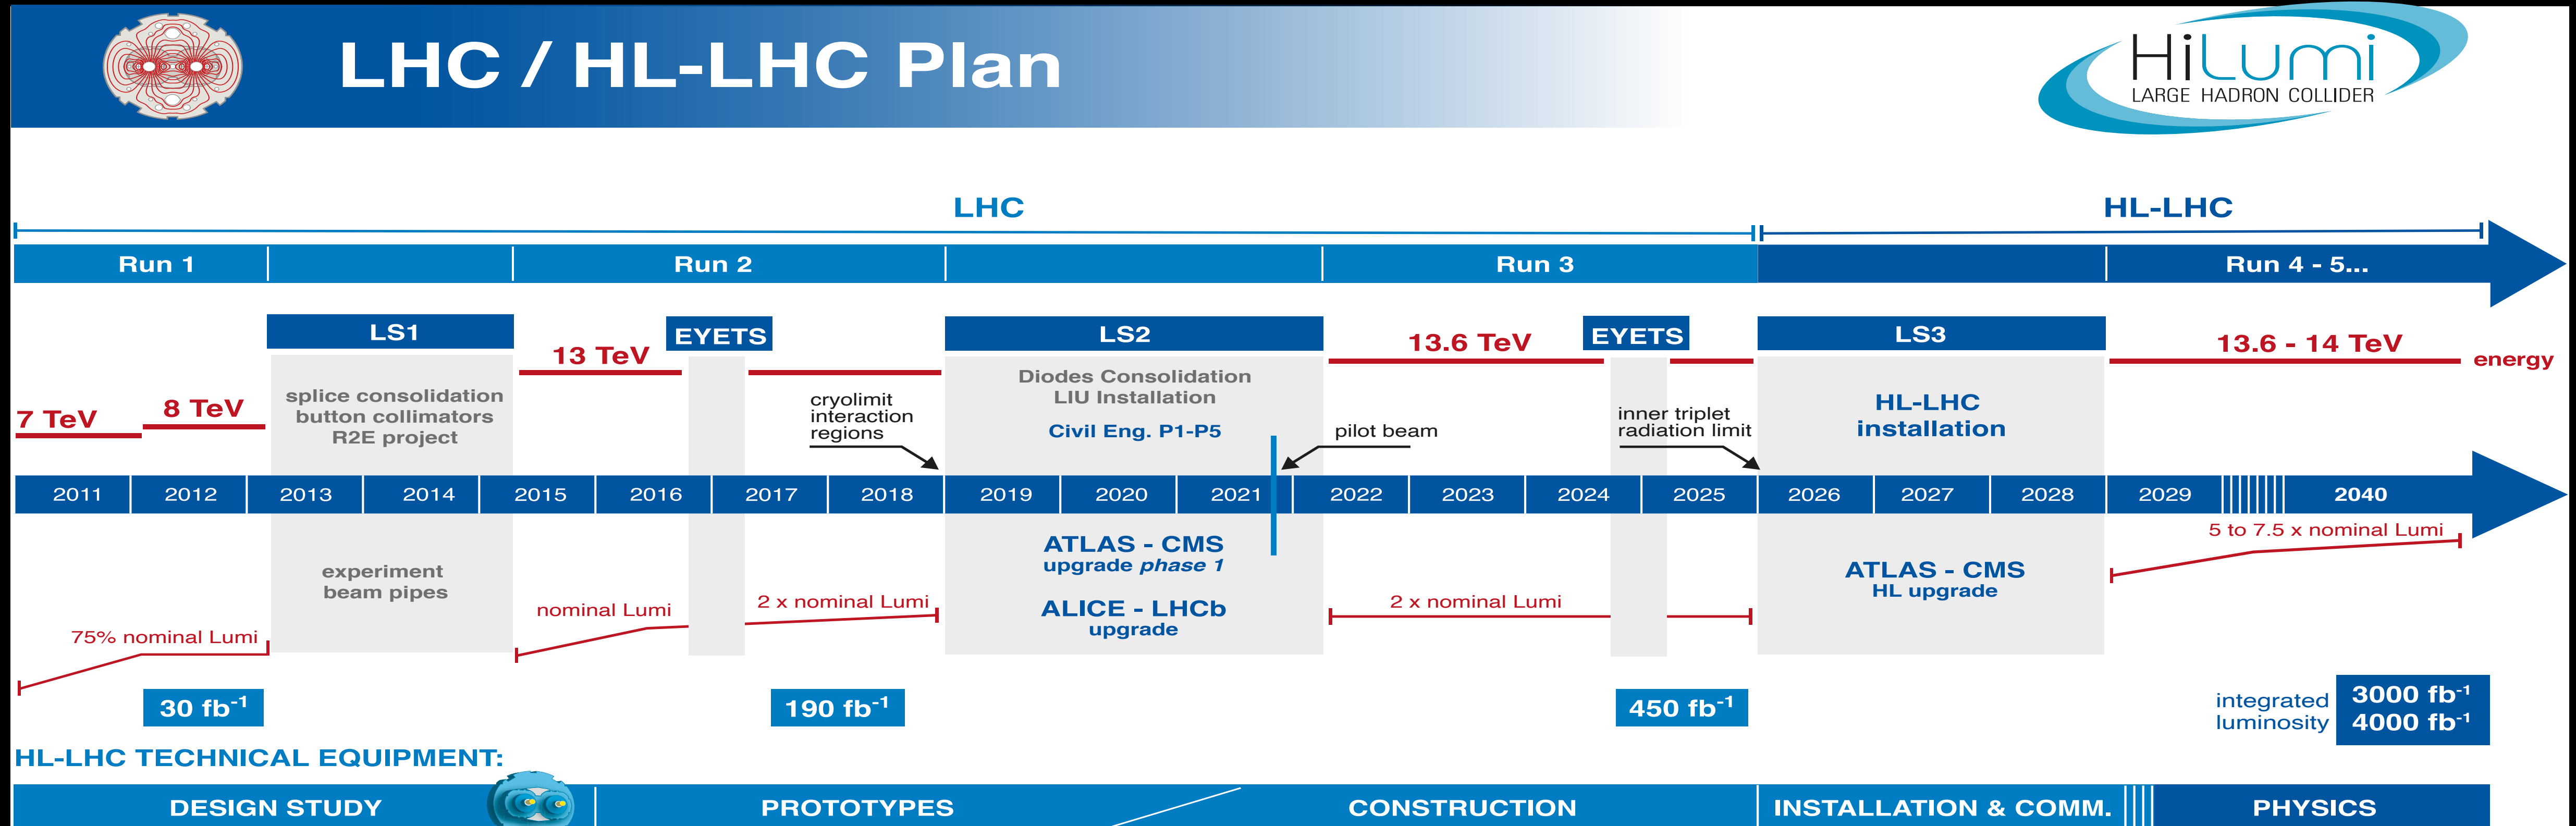 LHC / HL-LHC Plan
HiLumi
LARGE HADRON COLLIDER
LHC
HL-LHC
Run 1
Run 2
Run 3
Run 4 - 5...
LS1
EYETS
LS2
EYETS
LS3
13 TeV
13.6 TeV
13.6 - 14 TeV
energy
7 TeV
8 TeV
splice consolidation
button collimators
R2E project
cryolimit
interaction
regions
Diodes Consolidation
LIU Installation
Civil Eng. P1-P5
pilot beam
inner triplet
radiation limit
HL-LHC
installation
2011
2012
2013
2014
2015
2016
2017
2018
2019
2020
2021
2022
2023
2024
2025
2026
2027
2028
2029
2040
experiment
beam pipes
ATLAS - CMS
upgrade phase 1
ALICE - LHCb
upgrade
ATLAS - CMS
HL upgrade
5 to 7.5 x nominal Lumi
75% nominal Lumi
nominal Lumi
2 x nominal Lumi
2 x nominal Lumi
30 fb⁻¹
190 fb⁻¹
450 fb⁻¹
integrated
luminosity
3000 fb⁻¹
4000 fb⁻¹
HL-LHC TECHNICAL EQUIPMENT:
DESIGN STUDY
PROTOTYPES
CONSTRUCTION
INSTALLATION & COMM.
PHYSICS